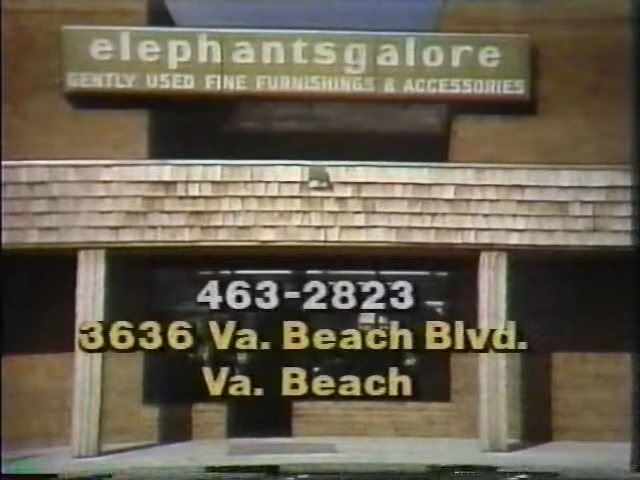 elephantsgalore
GENTLY USED FINE FURNISHINGS & ACCESSORIES
463-2823
3636 Va. Beach Blvd.
Va. Beach